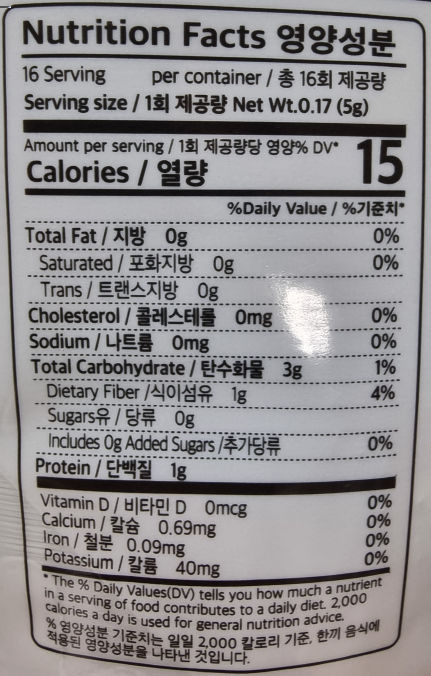 Nutrition Facts 영양성분
16 Serving per container / 총 16회 제공량
Serving size / 1회 제공량 Net Wt.0.17 (5g)
Amount per serving / 1회 제공량당 영양% DV*
Calories / 열량 15
%Daily Value / %기준치*
Total Fat / 지방 0g 0%
Saturated / 포화지방 0g 0%
Trans / 트랜스지방 0g
Cholesterol / 콜레스테롤 0mg 0%
Sodium / 나트륨 0mg 0%
Total Carbohydrate / 탄수화물 3g 1%
Dietary Fiber /식이섬유 1g 4%
Sugars유 / 당류 0g
Includes 0g Added Sugars /추가당류 0%
Protein / 단백질 1g
Vitamin D / 비타민 D 0mcg 0%
Calcium / 칼슘 0.69mg 0%
Iron / 철분 0.09mg 0%
Potassium / 칼륨 40mg 0%
* The % Daily Values(DV) tells you how much a nutrient
in a serving of food contributes to a daily diet. 2,000
calories a day is used for general nutrition advice.
% 영양성분 기준치는 일일 2,000 칼로리 기준, 한끼 음식에
적용된 영양성분을 나타낸 것입니다.